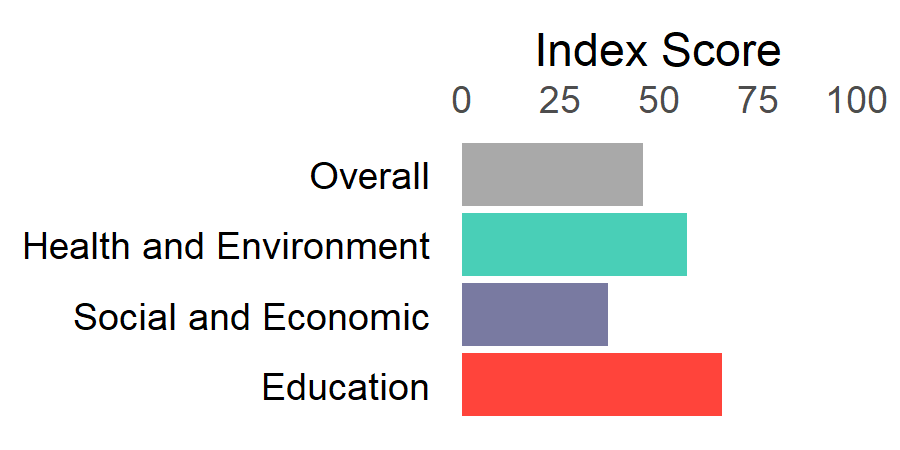 Index Score
0 25 50 75 100
Overall
Health and Environment
Social and Economic
Education